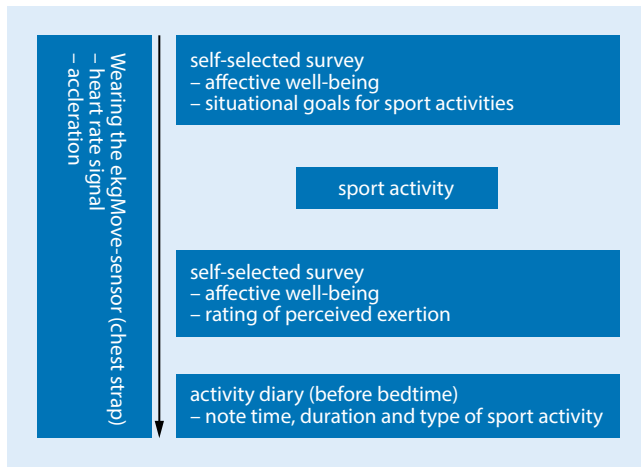 Wearing the ekgMove-sensor (chest strap)
– heart rate signal
– accleration
self-selected survey
– affective well-being
– situational goals for sport activities
sport activity
self-selected survey
– affective well-being
– rating of perceived exertion
activity diary (before bedtime)
– note time, duration and type of sport activity